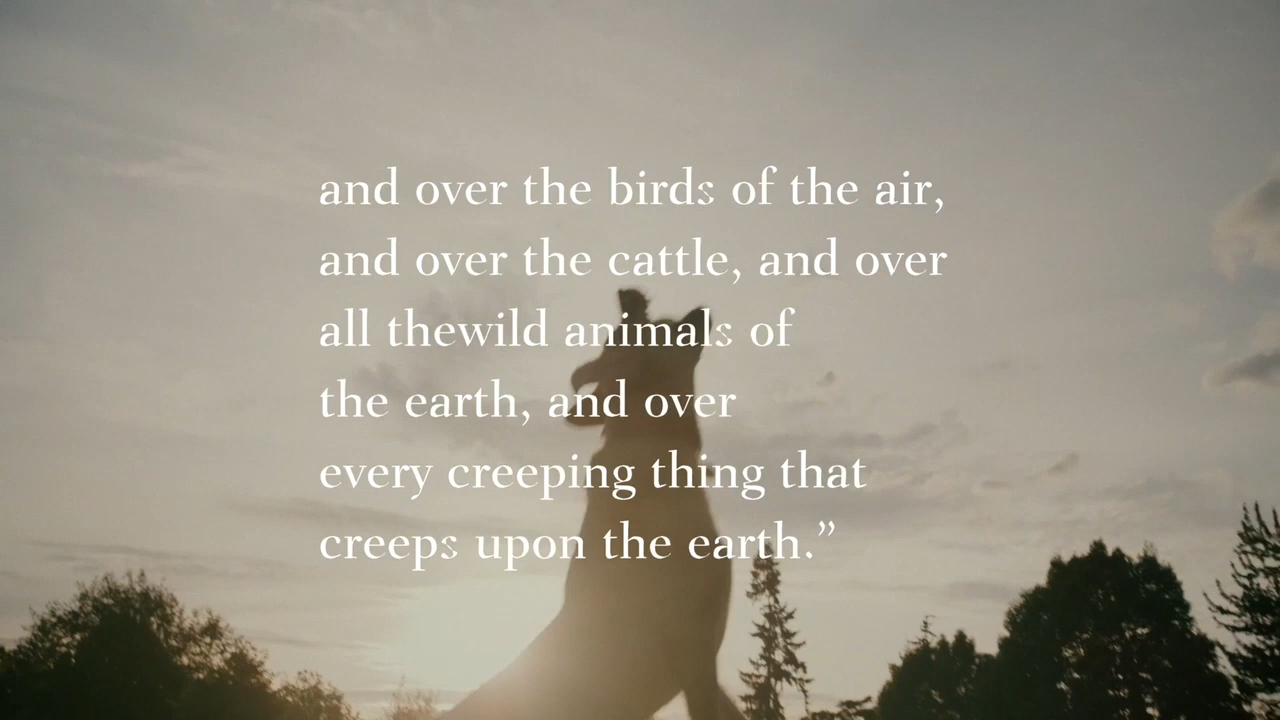 and over the birds of the air,
and over the cattle, and over
all thewild animals of
the earth, and over
every creeping thing that
creeps upon the earth.”